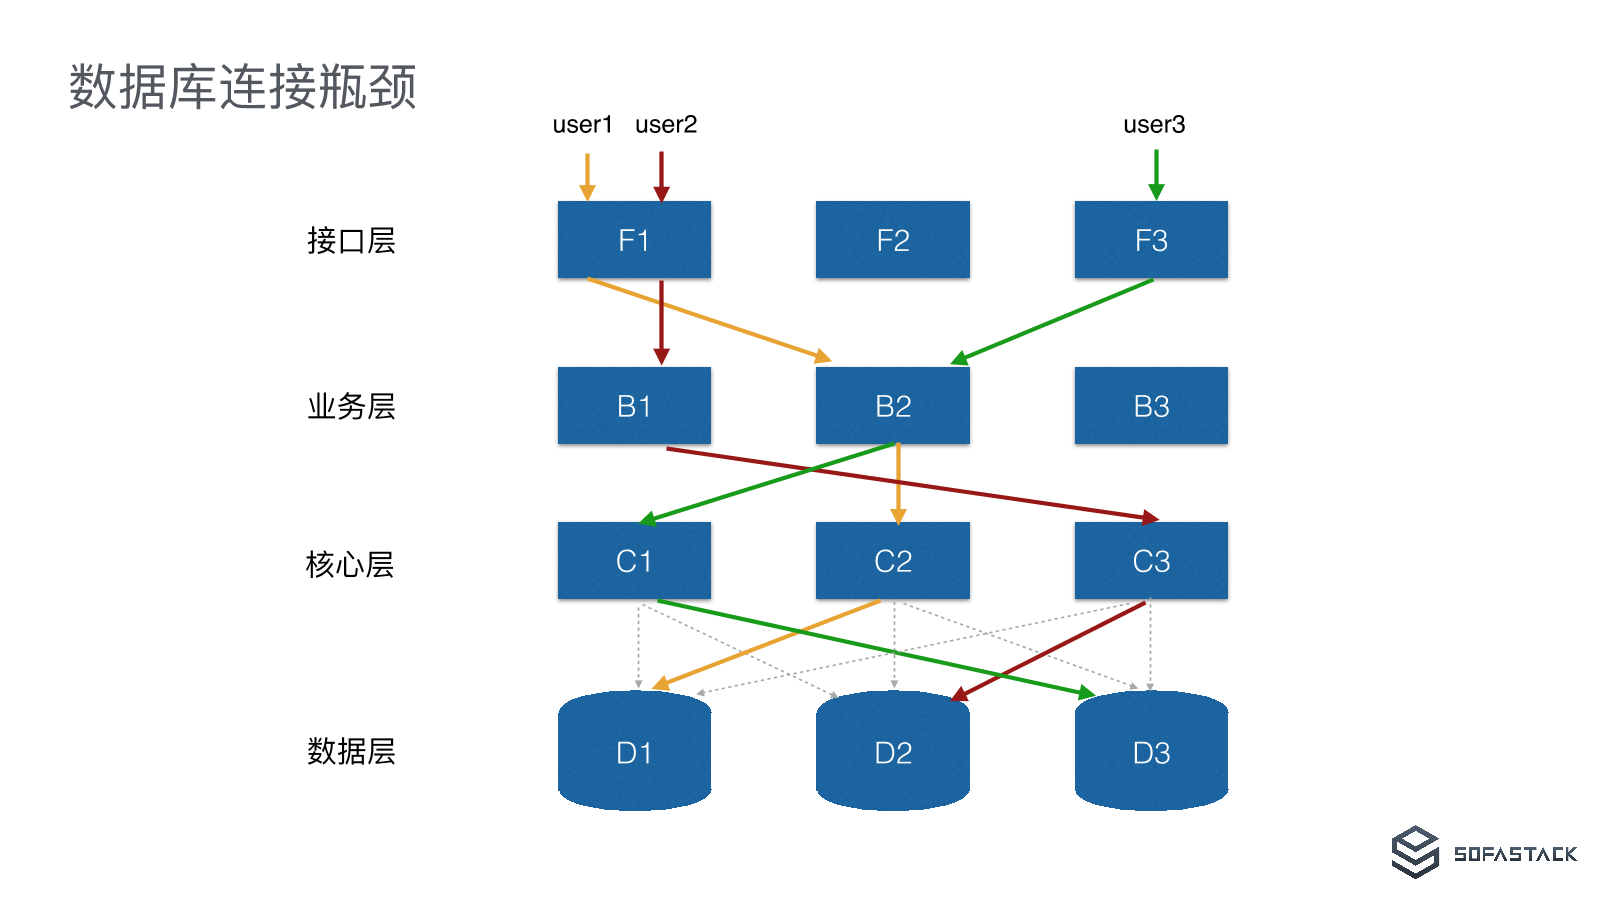 数据库连接瓶颈
user1 user2 user3
接口层 F1 F2 F3
业务层 B1 B2 B3
核心层 C1 C2 C3
数据层 D1 D2 D3
SOFASTACK